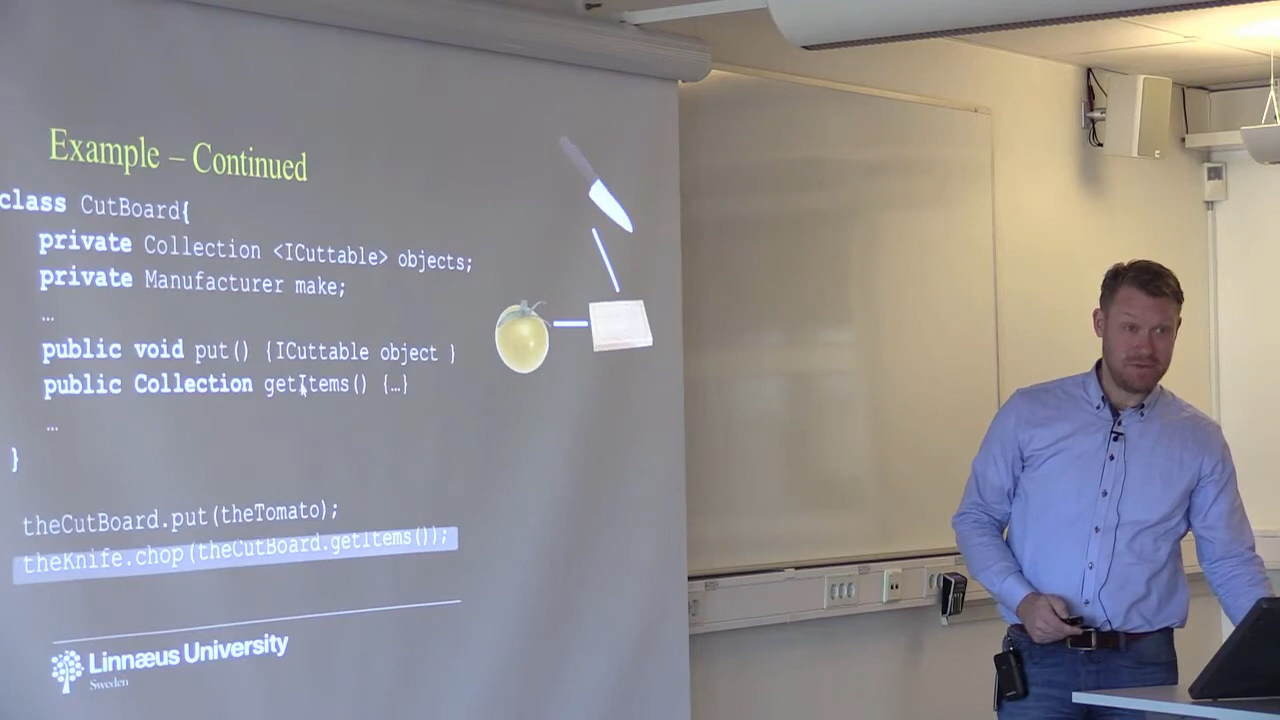 Example – Continued
class CutBoard{
private Collection <ICuttable> objects;
private Manufacturer make;
…
public void put() {ICuttable object }
public Collection getItems() {…}
…
}
theCutBoard.put(theTomato);
theKnife.chop(theCutBoard.getItems());
Linnæus University
Sweden